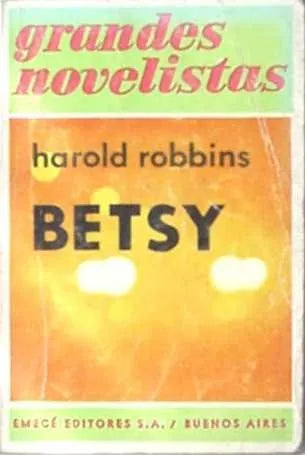 grandes
novelistas
harold robbins
BETSY
EMECÉ EDITORES S.A. / BUENOS AIRES